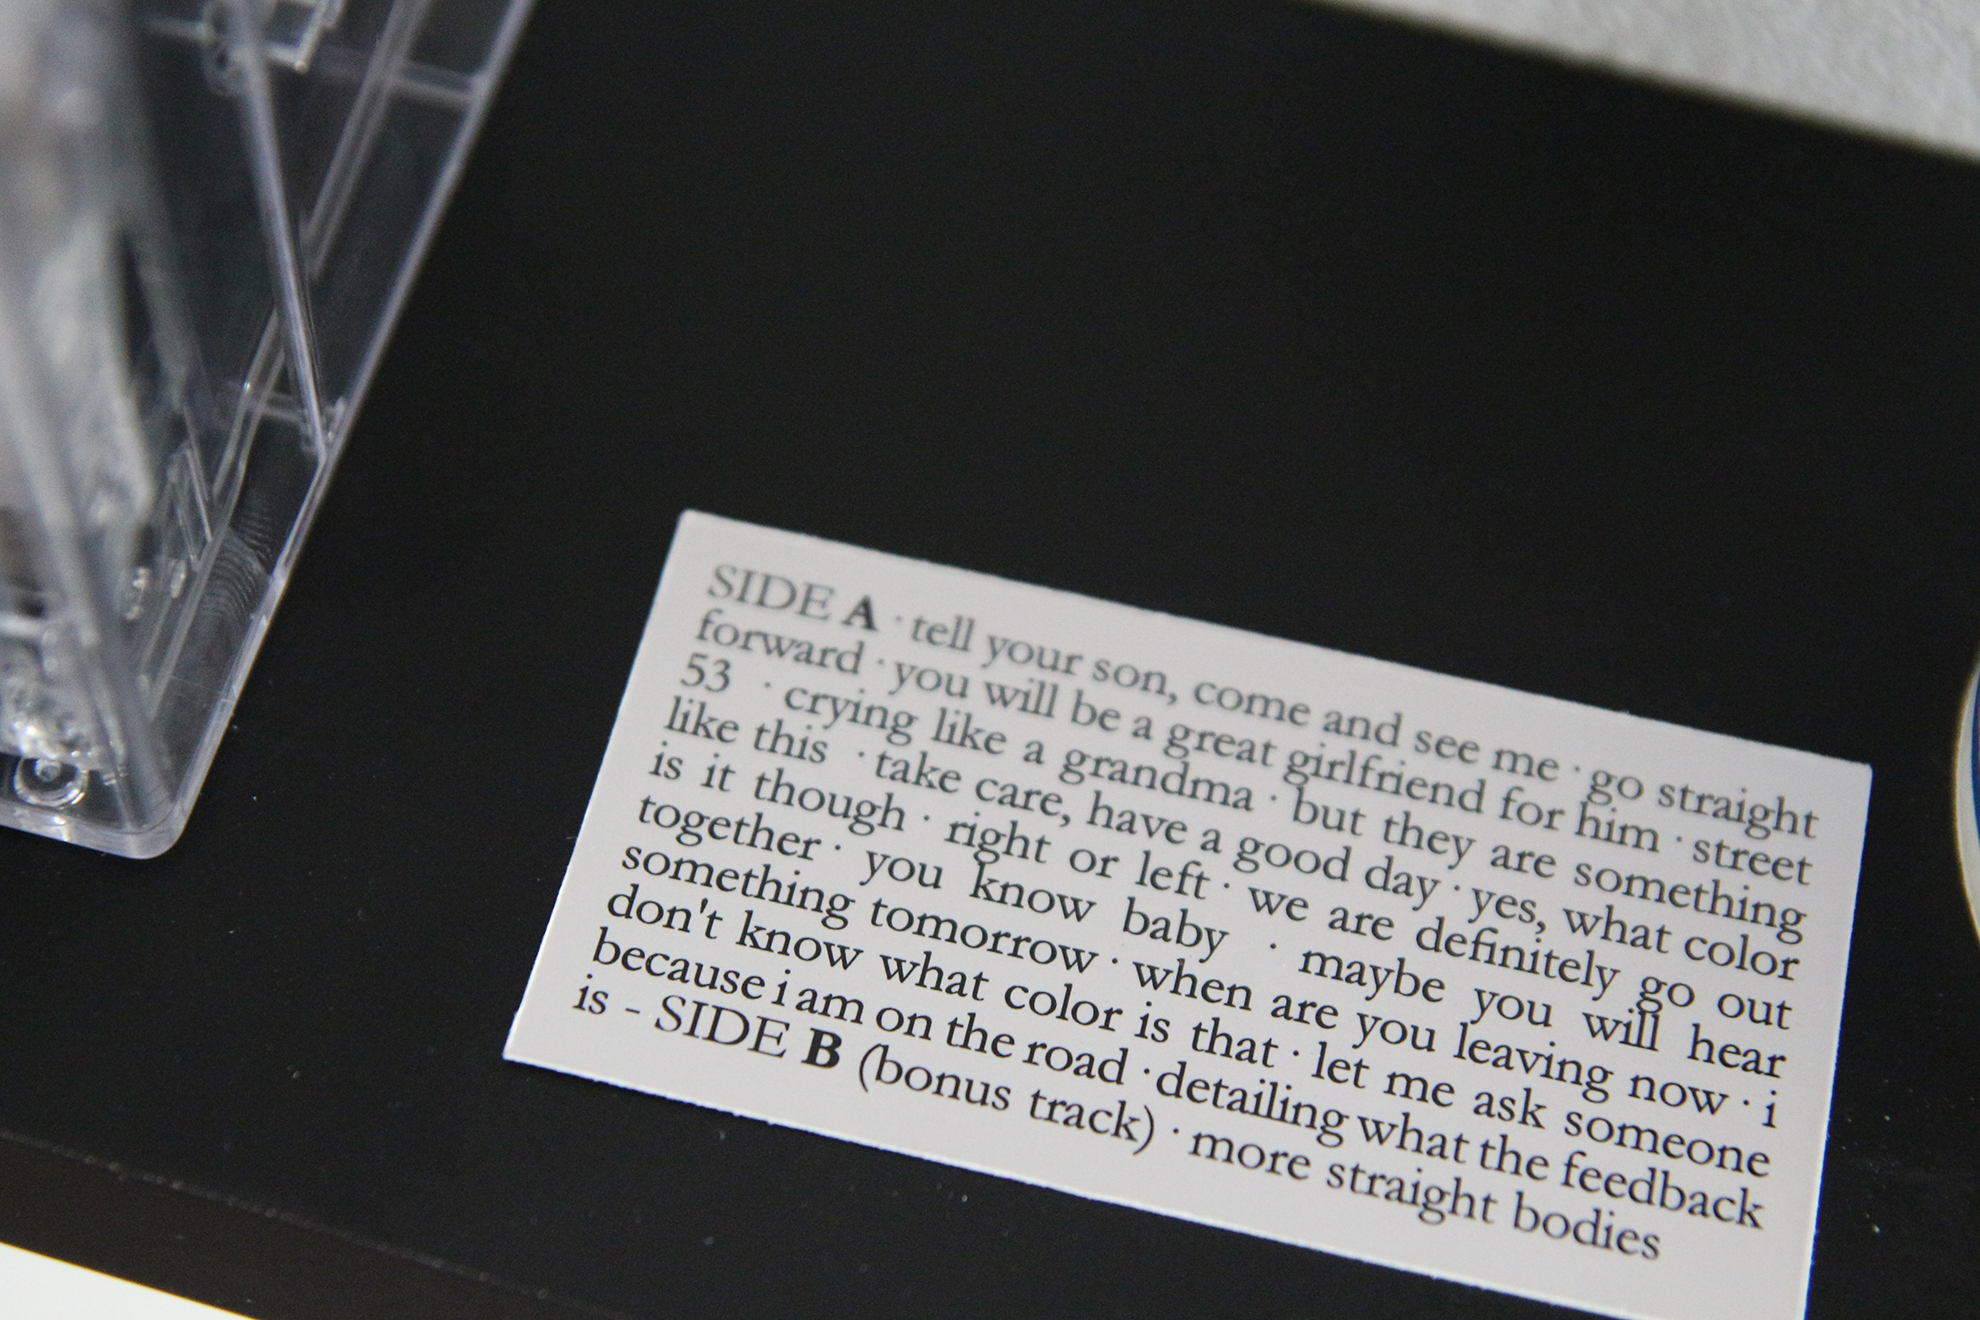 SIDE A · tell your son, come and see me · go straight
forward · you will be a great girlfriend for him · street
53 · crying like a grandma · but they are something
like this · take care, have a good day · yes, what color
is it though · right or left · we are definitely go out
together · you know baby · maybe you will hear
something tomorrow · when are you leaving now · i
don't know what color is that · let me ask someone
because i am on the road · detailing what the feedback
is - SIDE B (bonus track) · more straight bodies